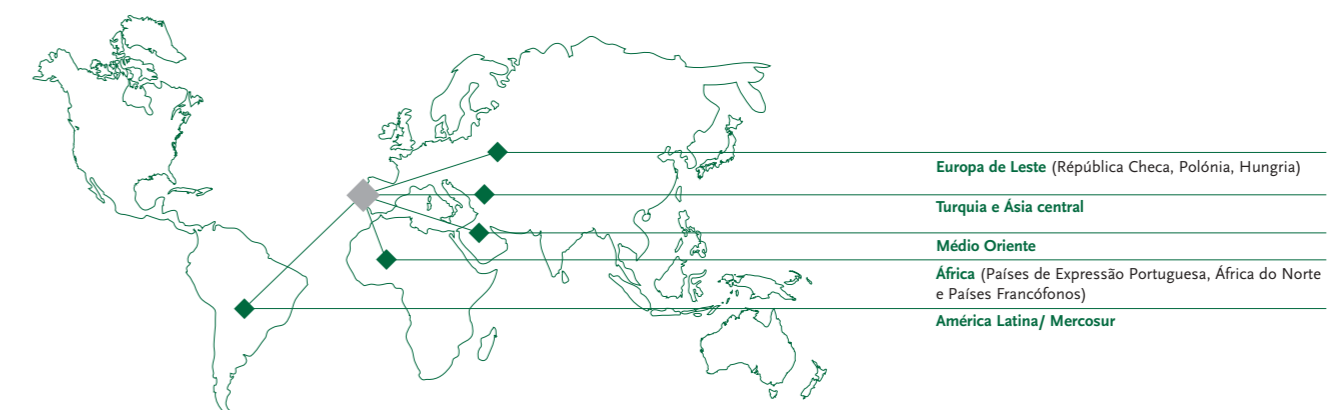 Europa de Leste (Répública Checa, Polónia, Hungria)
Turquia e Ásia central
Médio Oriente
África (Países de Expressão Portuguesa, África do Norte
e Países Francófonos)
América Latina/ Mercosur